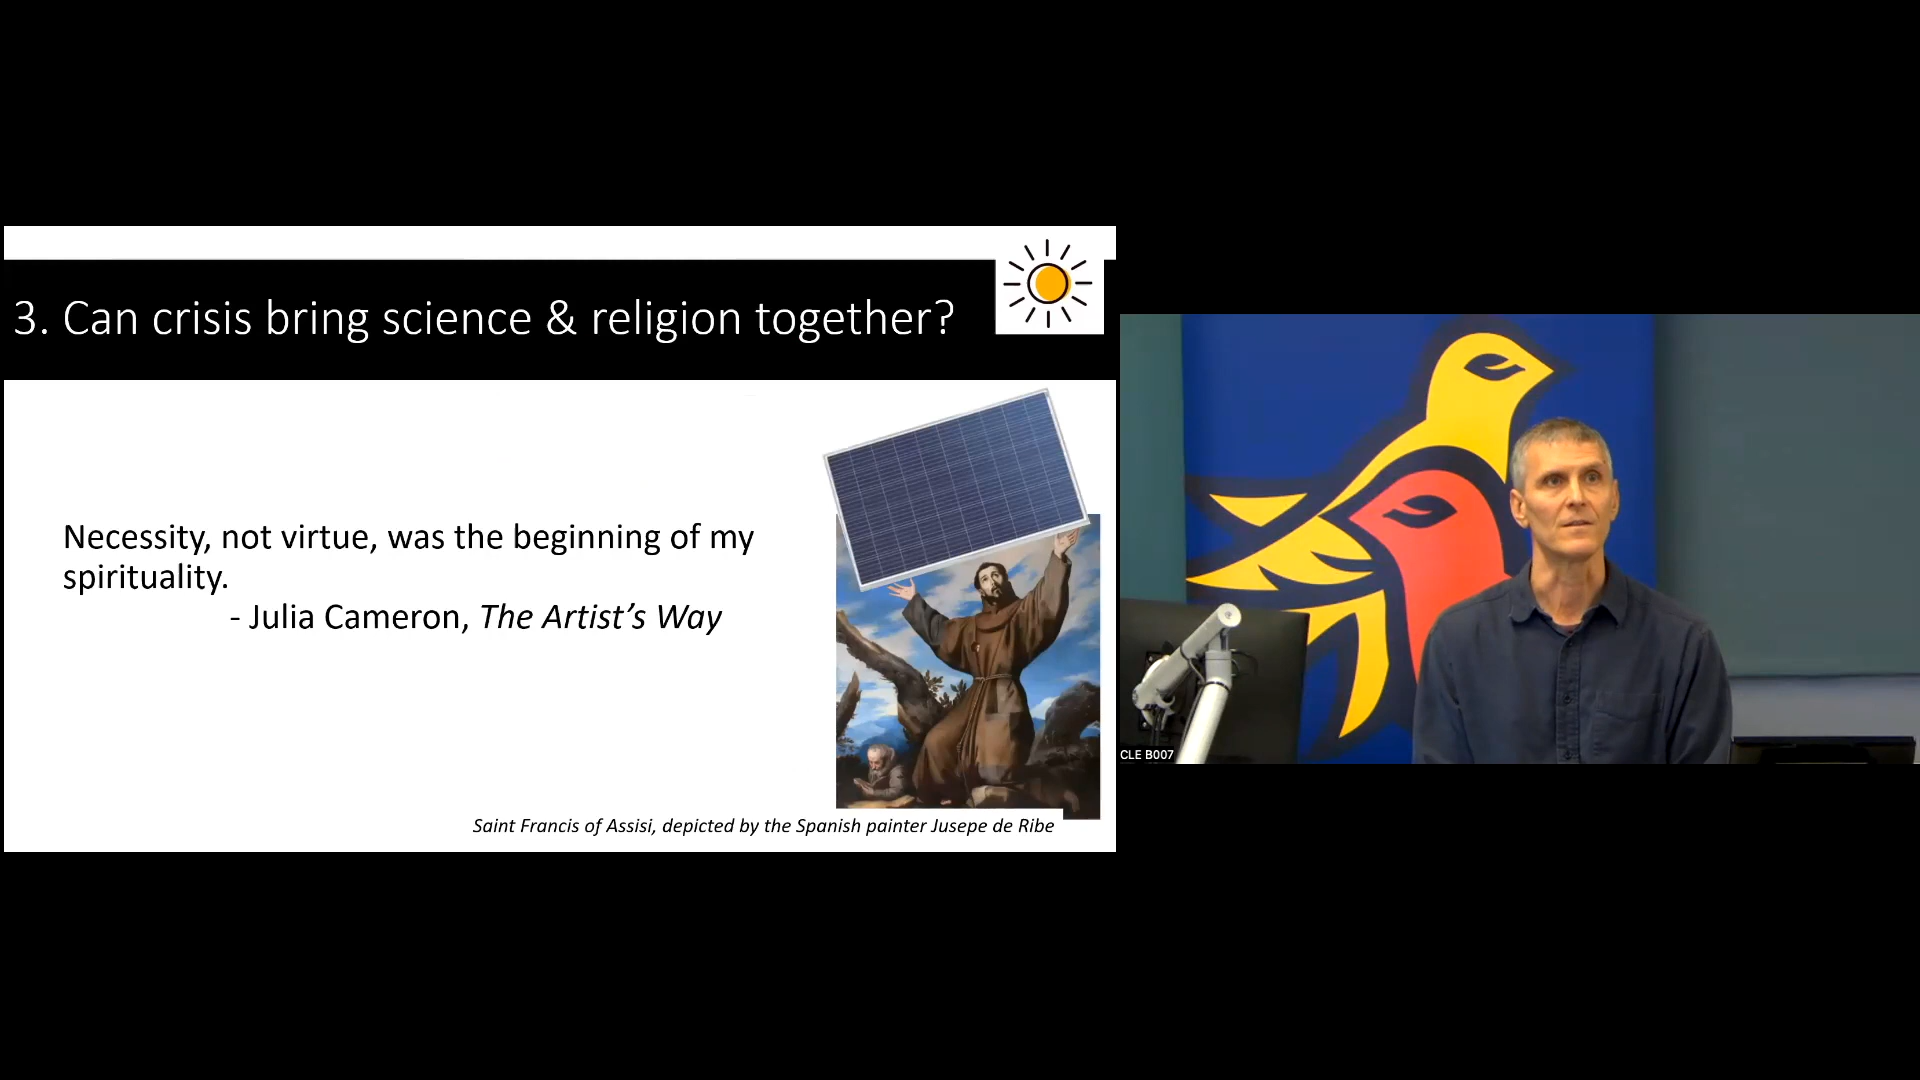 3. Can crisis bring science & religion together?
Necessity, not virtue, was the beginning of my
spirituality.
- Julia Cameron, The Artist’s Way
Saint Francis of Assisi, depicted by the Spanish painter Jusepe de Ribe
CLE B007